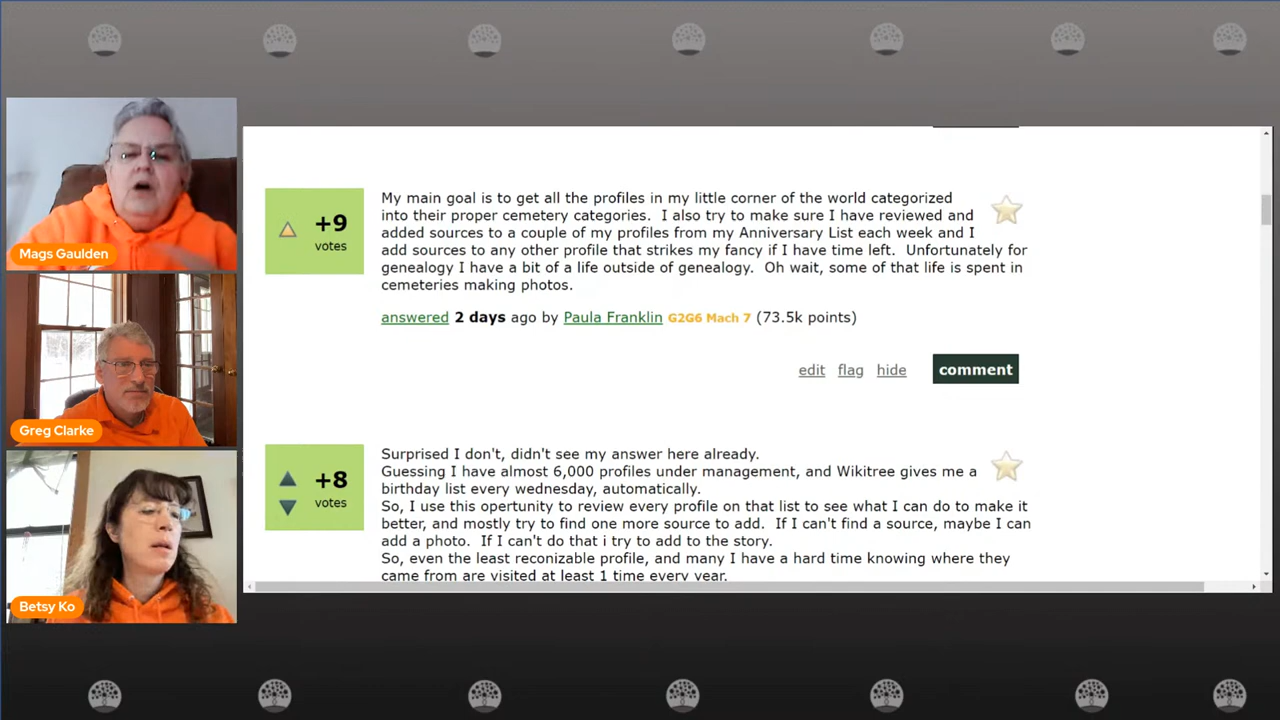 Mags Gaulden
Greg Clarke
Betsy Ko
+9
votes
My main goal is to get all the profiles in my little corner of the world categorized
into their proper cemetery categories.  I also try to make sure I have reviewed and
added sources to a couple of my profiles from my Anniversary List each week and I
add sources to any other profile that strikes my fancy if I have time left.  Unfortunately for
genealogy I have a bit of a life outside of genealogy.  Oh wait, some of that life is spent in
cemeteries making photos.
answered 2 days ago by Paula Franklin G2G6 Mach 7 (73.5k points)
edit flag hide comment
+8
votes
Surprised I don't, didn't see my answer here already.
Guessing I have almost 6,000 profiles under management, and Wikitree gives me a
birthday list every wednesday, automatically.
So, I use this opertunity to review every profile on that list to see what I can do to make it
better, and mostly try to find one more source to add.  If I can't find a source, maybe I can
add a photo.  If I can't do that i try to add to the story.
So, even the least reconizable profile, and many I have a hard time knowing where they
came from are visited at least 1 time every year.